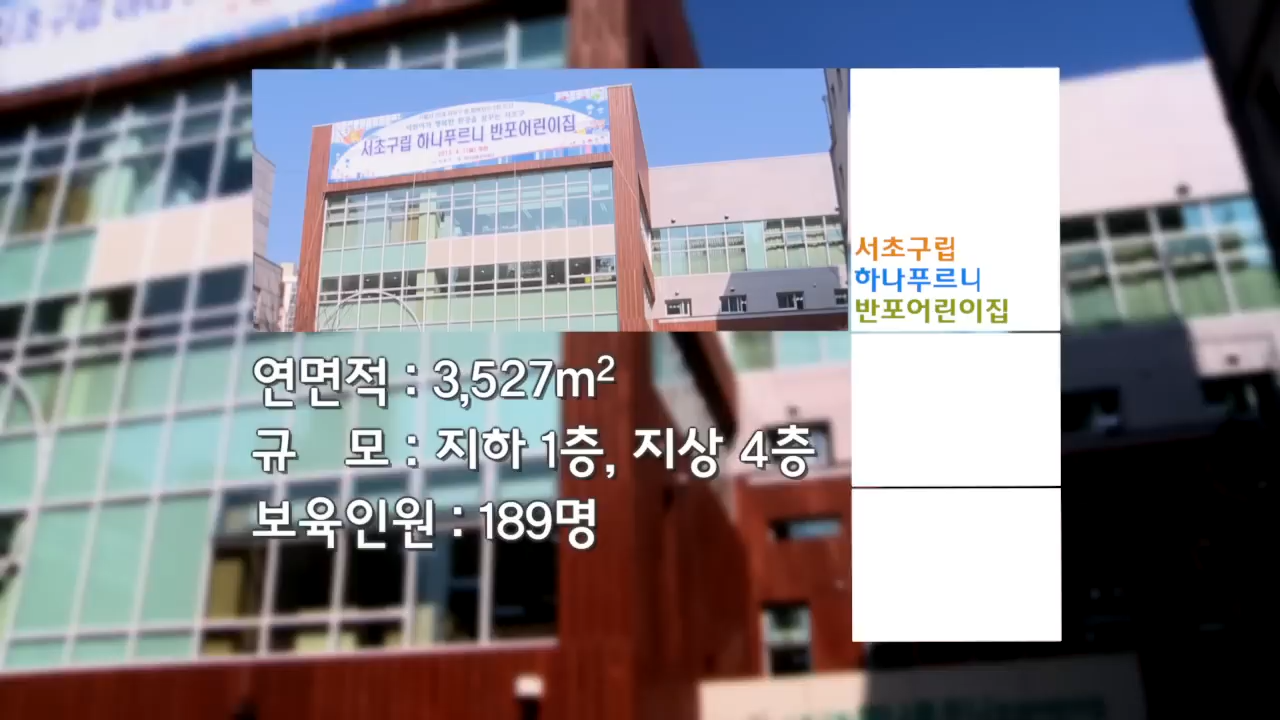 서초구립 하나푸르니 반포어린이집
서초구립
하나푸르니
반포어린이집
연면적 : 3,527m²
규 모 : 지하 1층, 지상 4층
보육인원 : 189명